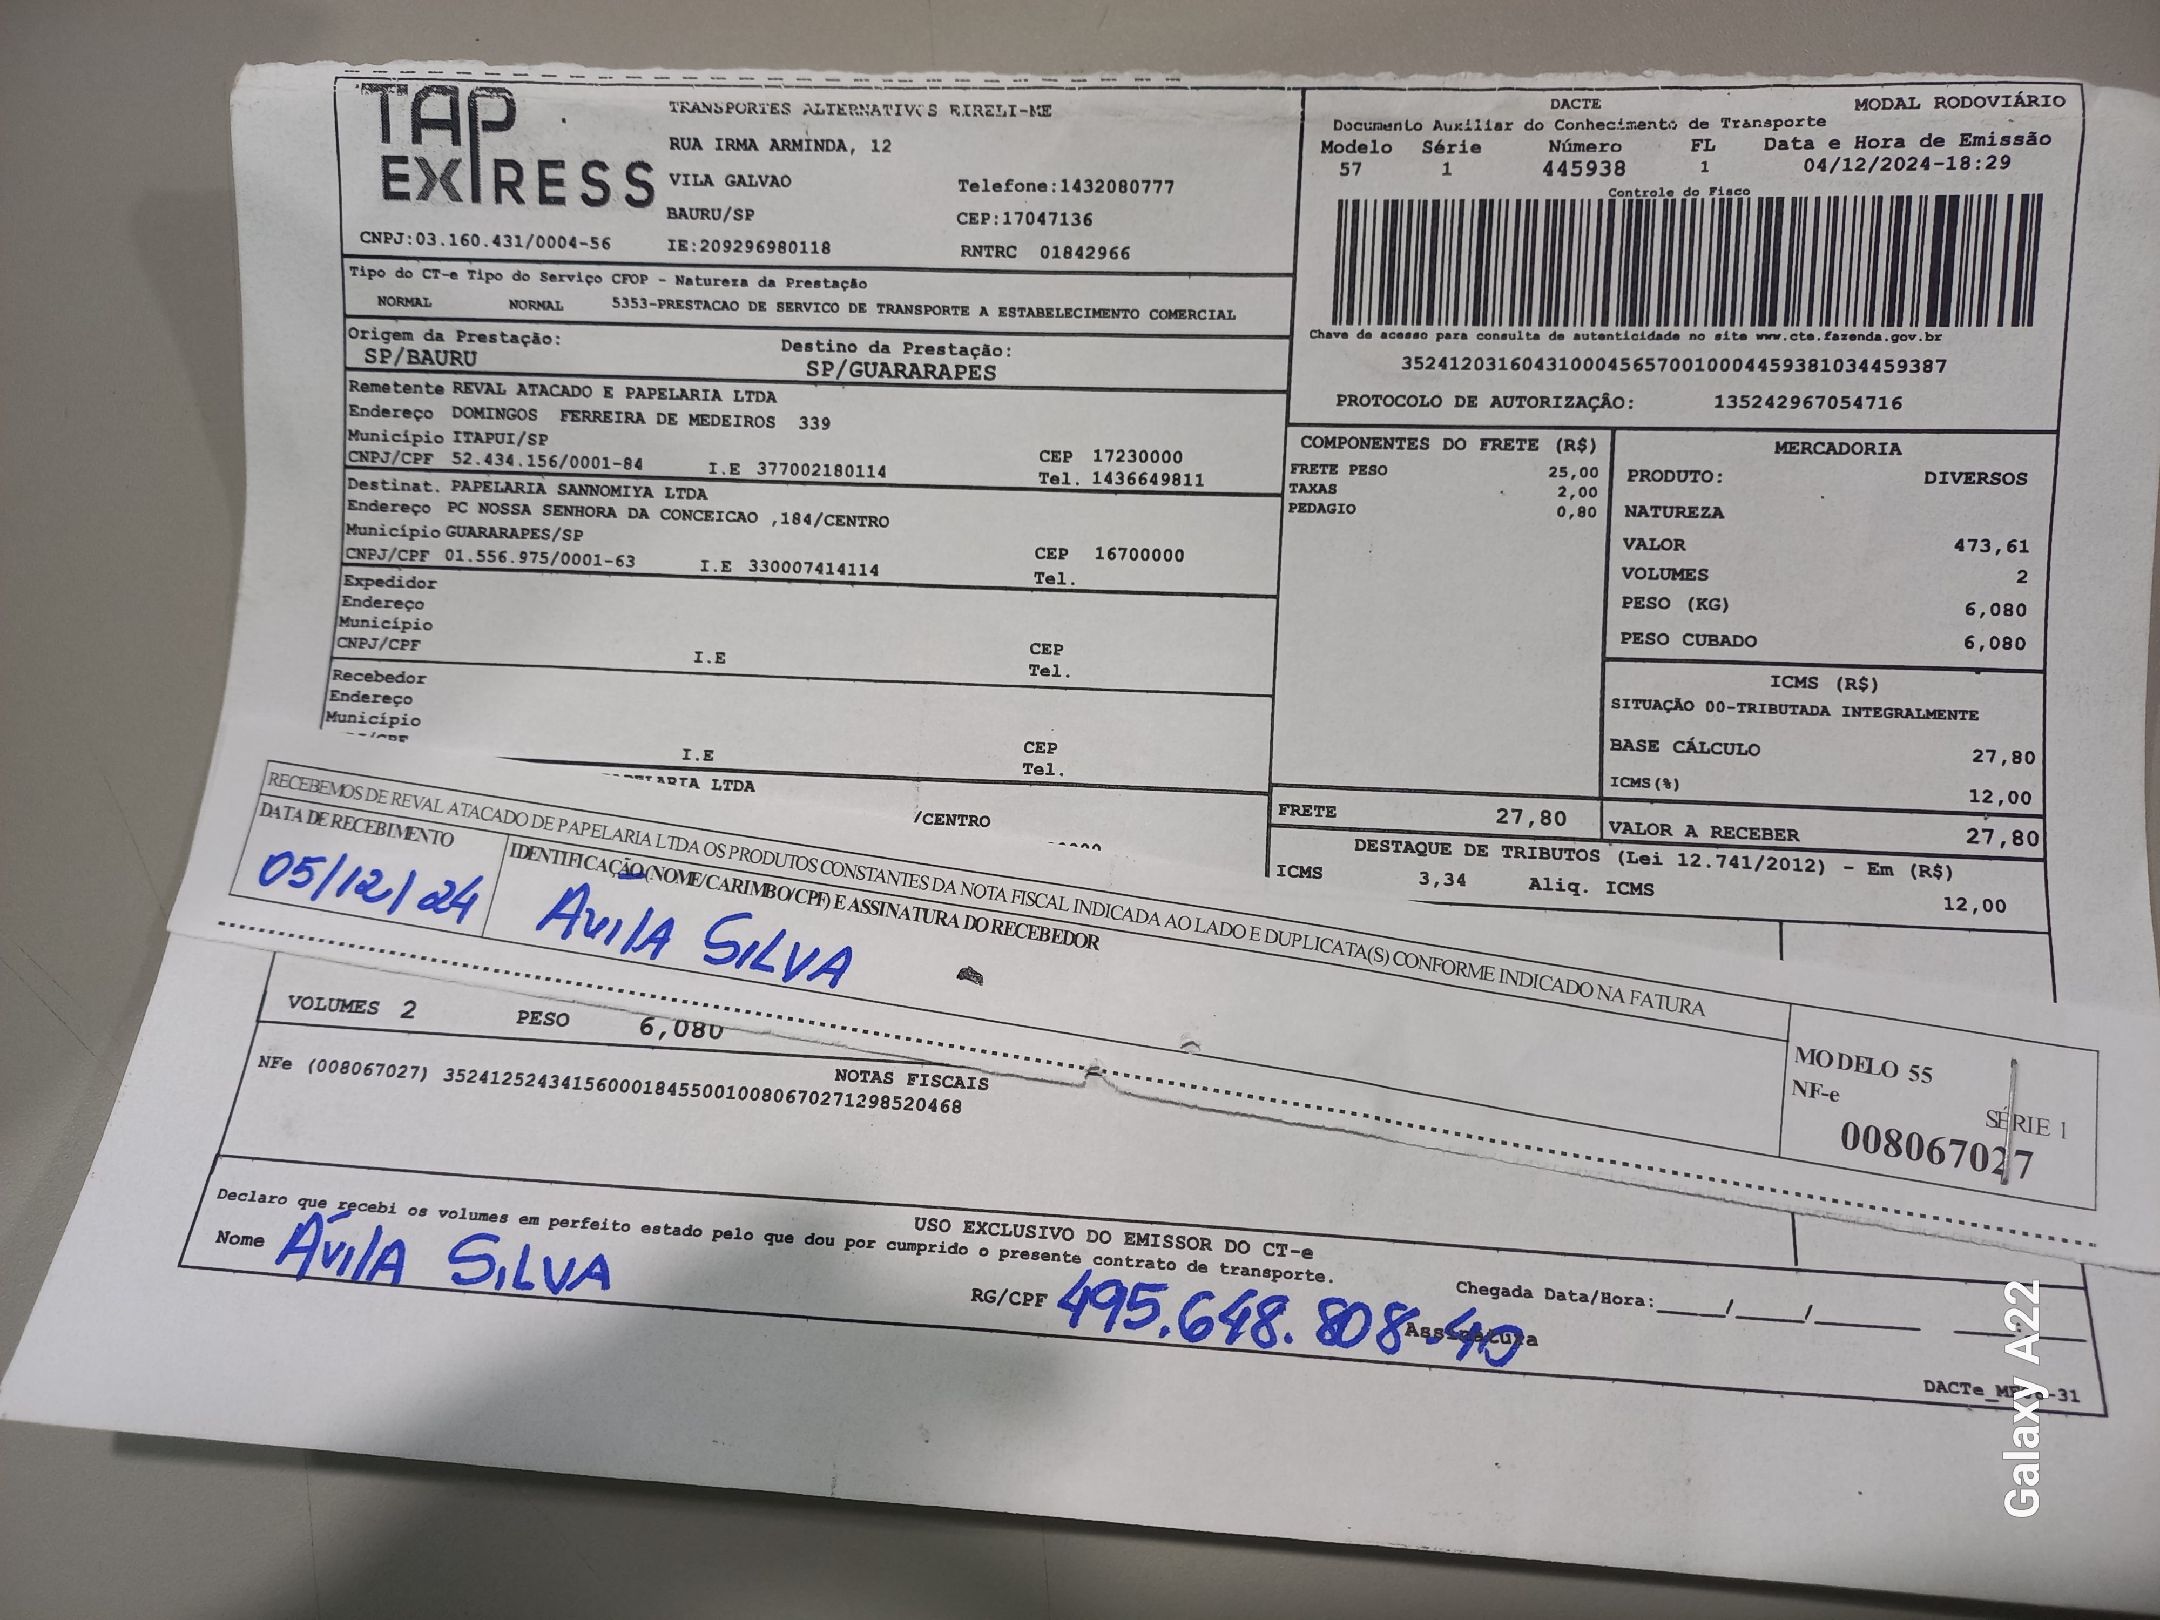 TAP EXPRESS
TRANSPORTES ALTERNATIVOS EIRELI-ME
RUA IRMA ARMINDA, 12
VILA GALVAO
Telefone:1432080777
BAURU/SP
CEP:17047136
CNPJ:03.160.431/0004-56
IE:209296980118
RNTRC 01842966
DACTE
MODAL RODOVIÁRIO
Documento Auxiliar do Conhecimento de Transporte
Modelo Série Número FL Data e Hora de Emissão
57 1 445938 1 04/12/2024-18:29
Controle do Fisco
Chave de acesso para consulta de autenticidade no site www.cte.fazenda.gov.br
35241203160431000456570010004459381034459387
PROTOCOLO DE AUTORIZAÇÂO: 135242967054716
Tipo do CT-e Tipo do Serviço CFOP - Natureza da Prestação
NORMAL NORMAL 5353-PRESTACAO DE SERVICO DE TRANSPORTE A ESTABELECIMENTO COMERCIAL
Origem da Prestação:
SP/BAURU
Destino da Prestação:
SP/GUARARAPES
Remetente REVAL ATACADO E PAPELARIA LTDA
Endereço DOMINGOS FERREIRA DE MEDEIROS 339
Município ITAPUI/SP
CEP 17230000
CNPJ/CPF 52.434.156/0001-84 I.E 377002180114 Tel. 1436649811
Destinat. PAPELARIA SANNOMIYA LTDA
Endereço PC NOSSA SENHORA DA CONCEICAO ,184/CENTRO
Município GUARARAPES/SP
CEP 16700000
CNPJ/CPF 01.556.975/0001-63 I.E 330007414114 Tel.
Expedidor
Endereço
Município
CEP
CNPJ/CPF I.E Tel.
Recebedor
Endereço
Município
CEP
I.E Tel.
LTDA
/CENTRO
COMPONENTES DO FRETE (R$)
FRETE PESO 25,00
TAXAS 2,00
PEDAGIO 0,80
MERCADORIA
PRODUTO: DIVERSOS
NATUREZA
VALOR 473,61
VOLUMES 2
PESO (KG) 6,080
PESO CUBADO 6,080
ICMS (R$)
SITUAÇÃO 00-TRIBUTADA INTEGRALMENTE
BASE CÁLCULO 27,80
ICMS(%) 12,00
FRETE 27,80
VALOR A RECEBER 27,80
DESTAQUE DE TRIBUTOS (Lei 12.741/2012) - Em (R$)
ICMS 3,34 Aliq. ICMS 12,00
RECEBEMOS DE REVAL ATACADO DE PAPELARIA LTDA OS PRODUTOS CONSTANTES DA NOTA FISCAL INDICADA AO LADO E DUPLICATA(S) CONFORME INDICADO NA FATURA
DATA DE RECEBIMENTO
05/12/24
IDENTIFICAÇÃO (NOME/CARIMBO/CPF) E ASSINATURA DO RECEBEDOR
Avila SILVA
MODELO 55
NF-e
SÉRIE 1
008067027
VOLUMES 2 PESO 6,080
NOTAS FISCAIS
NFe (008067027) 35241252434156000184550010080670271298520468
USO EXCLUSIVO DO EMISSOR DO CT-e
Declaro que recebi os volumes em perfeito estado pelo que dou por cumprido o presente contrato de transporte.
Nome Ávila SILVA
RG/CPF 495.648.808-40
Chegada Data/Hora:_____/_____/_______ ____:____
Assinatura
Galaxy A22